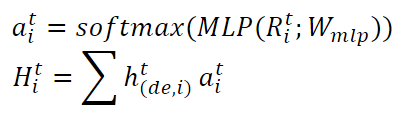 a_i^t = softmax(MLP(R_i^t; W_mlp))
H_i^t = ∑ h_(de,i)^t a_i^t